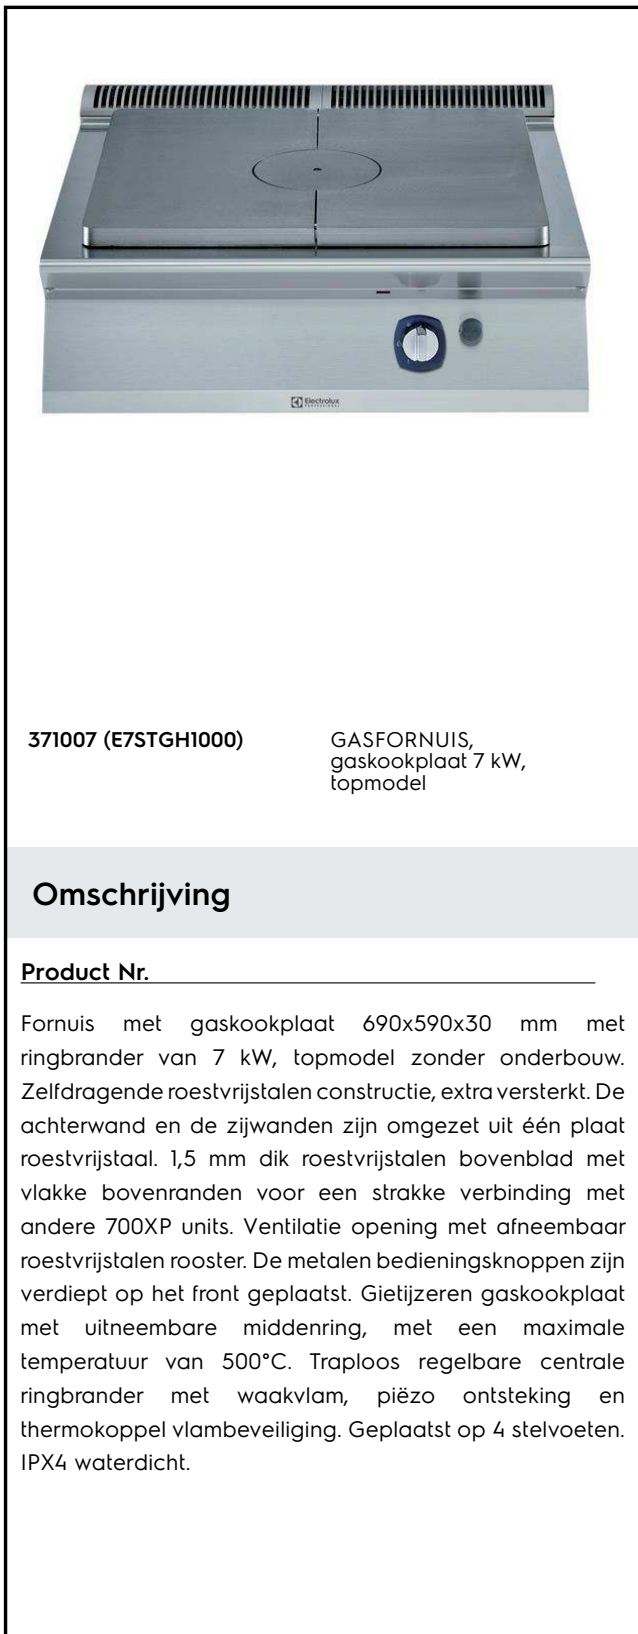 Electrolux
PROFESSIONAL
371007 (E7STGH1000)
GASFORNUIS,
gaskookplaat 7 kW,
topmodel
Omschrijving
Product Nr.
Fornuis met gaskookplaat 690x590x30 mm met
ringbrander van 7 kW, topmodel zonder onderbouw.
Zelfdragende roestvrijstalen constructie, extra versterkt. De
achterwand en de zijwanden zijn omgezet uit één plaat
roestvrijstaal. 1,5 mm dik roestvrijstalen bovenblad met
vlakke bovenranden voor een strakke verbinding met
andere 700XP units. Ventilatie opening met afneembaar
roestvrijstalen rooster. De metalen bedieningsknoppen zijn
verdiept op het front geplaatst. Gietijzeren gaskookplaat
met uitneembare middenring, met een maximale
temperatuur van 500°C. Traploos regelbare centrale
ringbrander met waakvlam, piëzo ontsteking en
thermokoppel vlambeveiliging. Geplaatst op 4 stelvoeten.
IPX4 waterdicht.